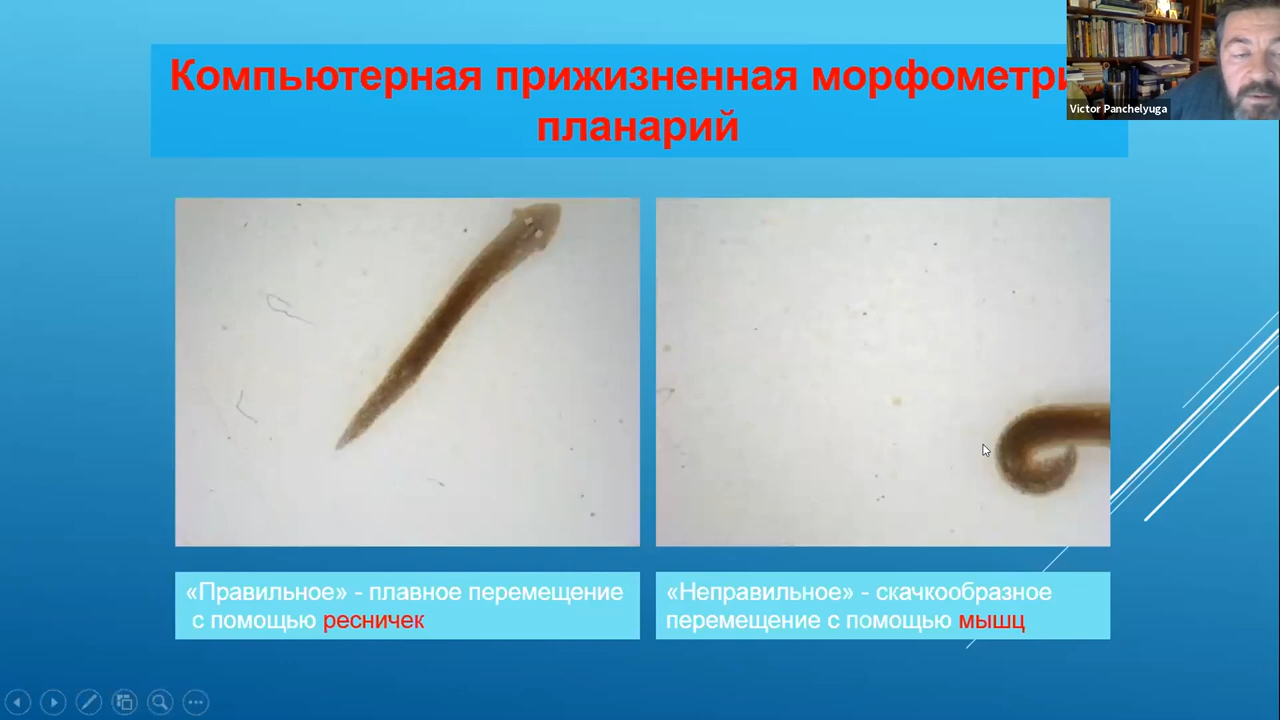 Компьютерная прижизненная морфометри
планарий
Victor Panchelyuga
«Правильное» - плавное перемещение
с помощью ресничек
«Неправильное» - скачкообразное
перемещение с помощью мышц